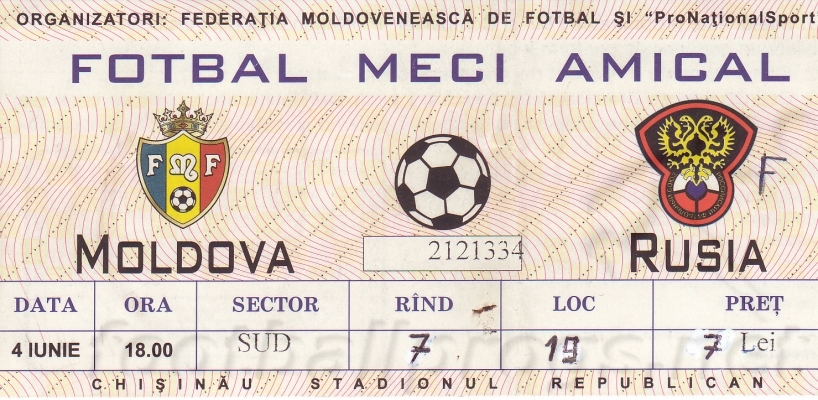 ORGANIZATORI: FEDERAŢIA MOLDOVENEASCĂ DE FOTBAL ŞI “ProNaţionalSport
FOTBAL MECI AMICAL
F M F
F
MOLDOVA 2121334 RUSIA
DATA ORA SECTOR RÎND LOC PREŢ
4 IUNIE 18.00 SUD 7 19 7 Lei
CHIŞINĂU STADIONUL REPUBLICAN